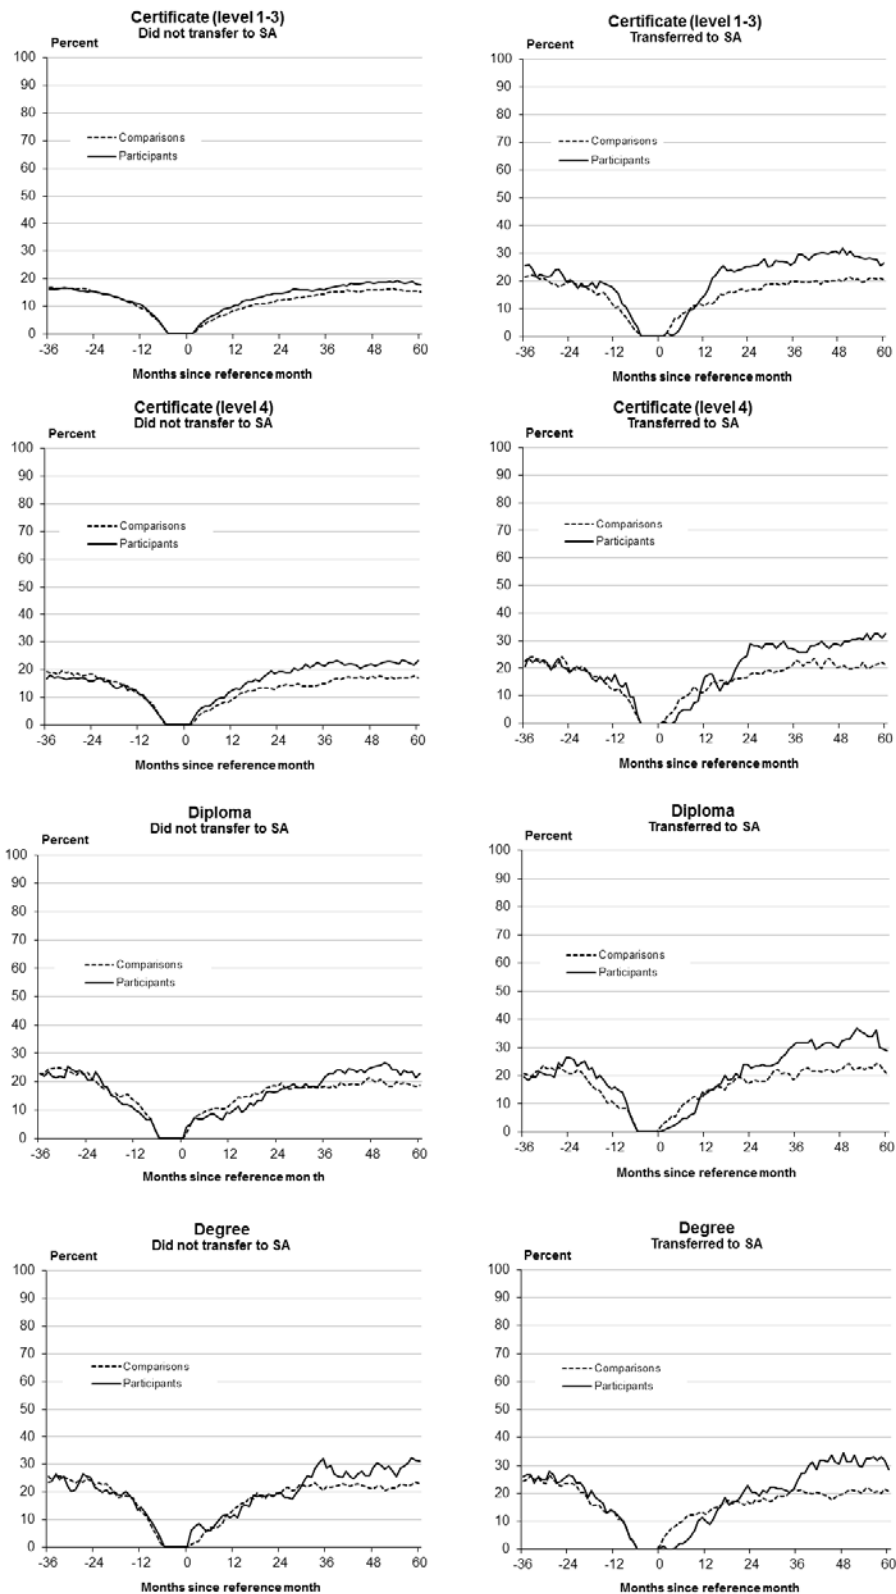 Certificate (level 1-3)
Did not transfer to SA
Percent
100
90
80
70
60
50
40
30
20
10
0
Comparisons
Participants
-36 -24 -12 0 12 24 36 48 60
Months since reference month
Certificate (level 1-3)
Transferred to SA
Percent
100
90
80
70
60
50
40
30
20
10
0
Comparisons
Participants
-36 -24 -12 0 12 24 36 48 60
Months since reference month
Certificate (level 4)
Did not transfer to SA
Percent
100
90
80
70
60
50
40
30
20
10
0
Comparisons
Participants
-36 -24 -12 0 12 24 36 48 60
Months since reference month
Certificate (level 4)
Transferred to SA
Percent
100
90
80
70
60
50
40
30
20
10
0
Comparisons
Participants
-36 -24 -12 0 12 24 36 48 60
Months since reference month
Diploma
Did not transfer to SA
Percent
100
90
80
70
60
50
40
30
20
10
0
Comparisons
Participants
-36 -24 -12 0 12 24 36 48 60
Months since reference month
Diploma
Transferred to SA
Percent
100
90
80
70
60
50
40
30
20
10
0
Comparisons
Participants
-36 -24 -12 0 12 24 36 48 60
Months since reference month
Degree
Did not transfer to SA
Percent
100
90
80
70
60
50
40
30
20
10
0
Comparisons
Participants
-36 -24 -12 0 12 24 36 48 60
Months since reference month
Degree
Transferred to SA
Percent
100
90
80
70
60
50
40
30
20
10
0
Comparisons
Participants
-36 -24 -12 0 12 24 36 48 60
Months since reference month